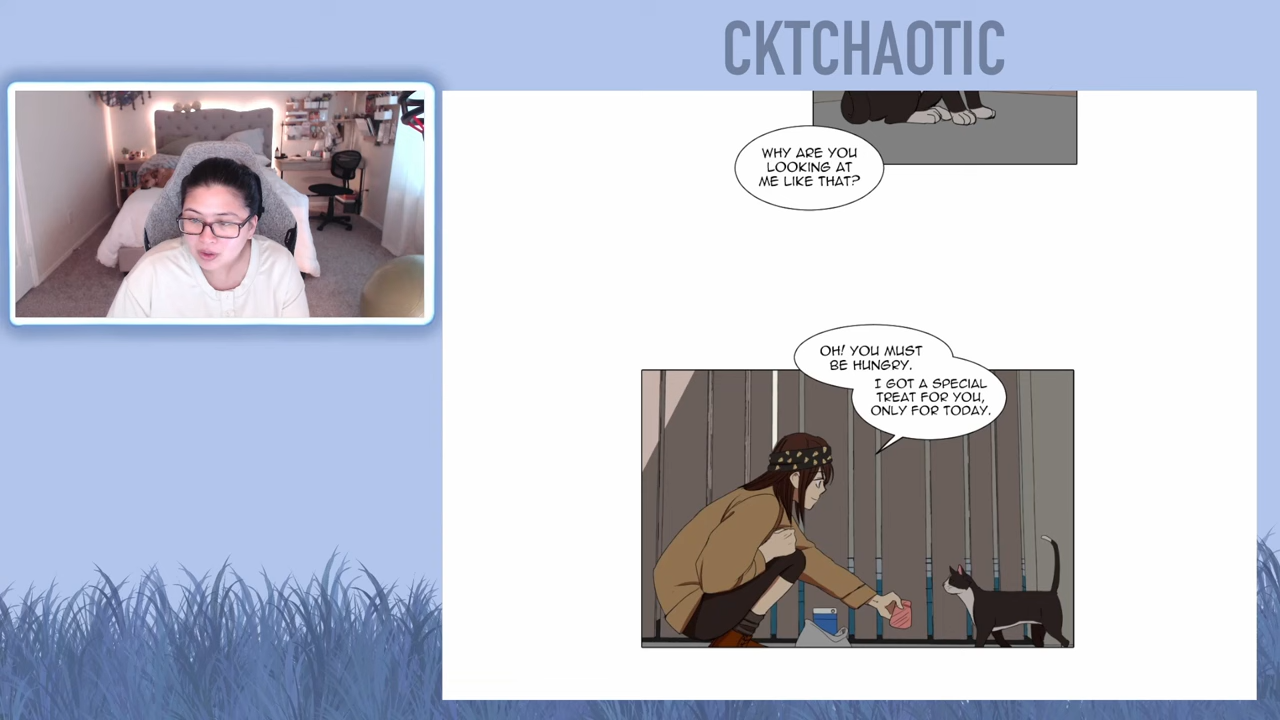 CKTCHAOTIC
WHY ARE YOU
LOOKING AT
ME LIKE THAT?
OH! YOU MUST
BE HUNGRY.
I GOT A SPECIAL
TREAT FOR YOU,
ONLY FOR TODAY.